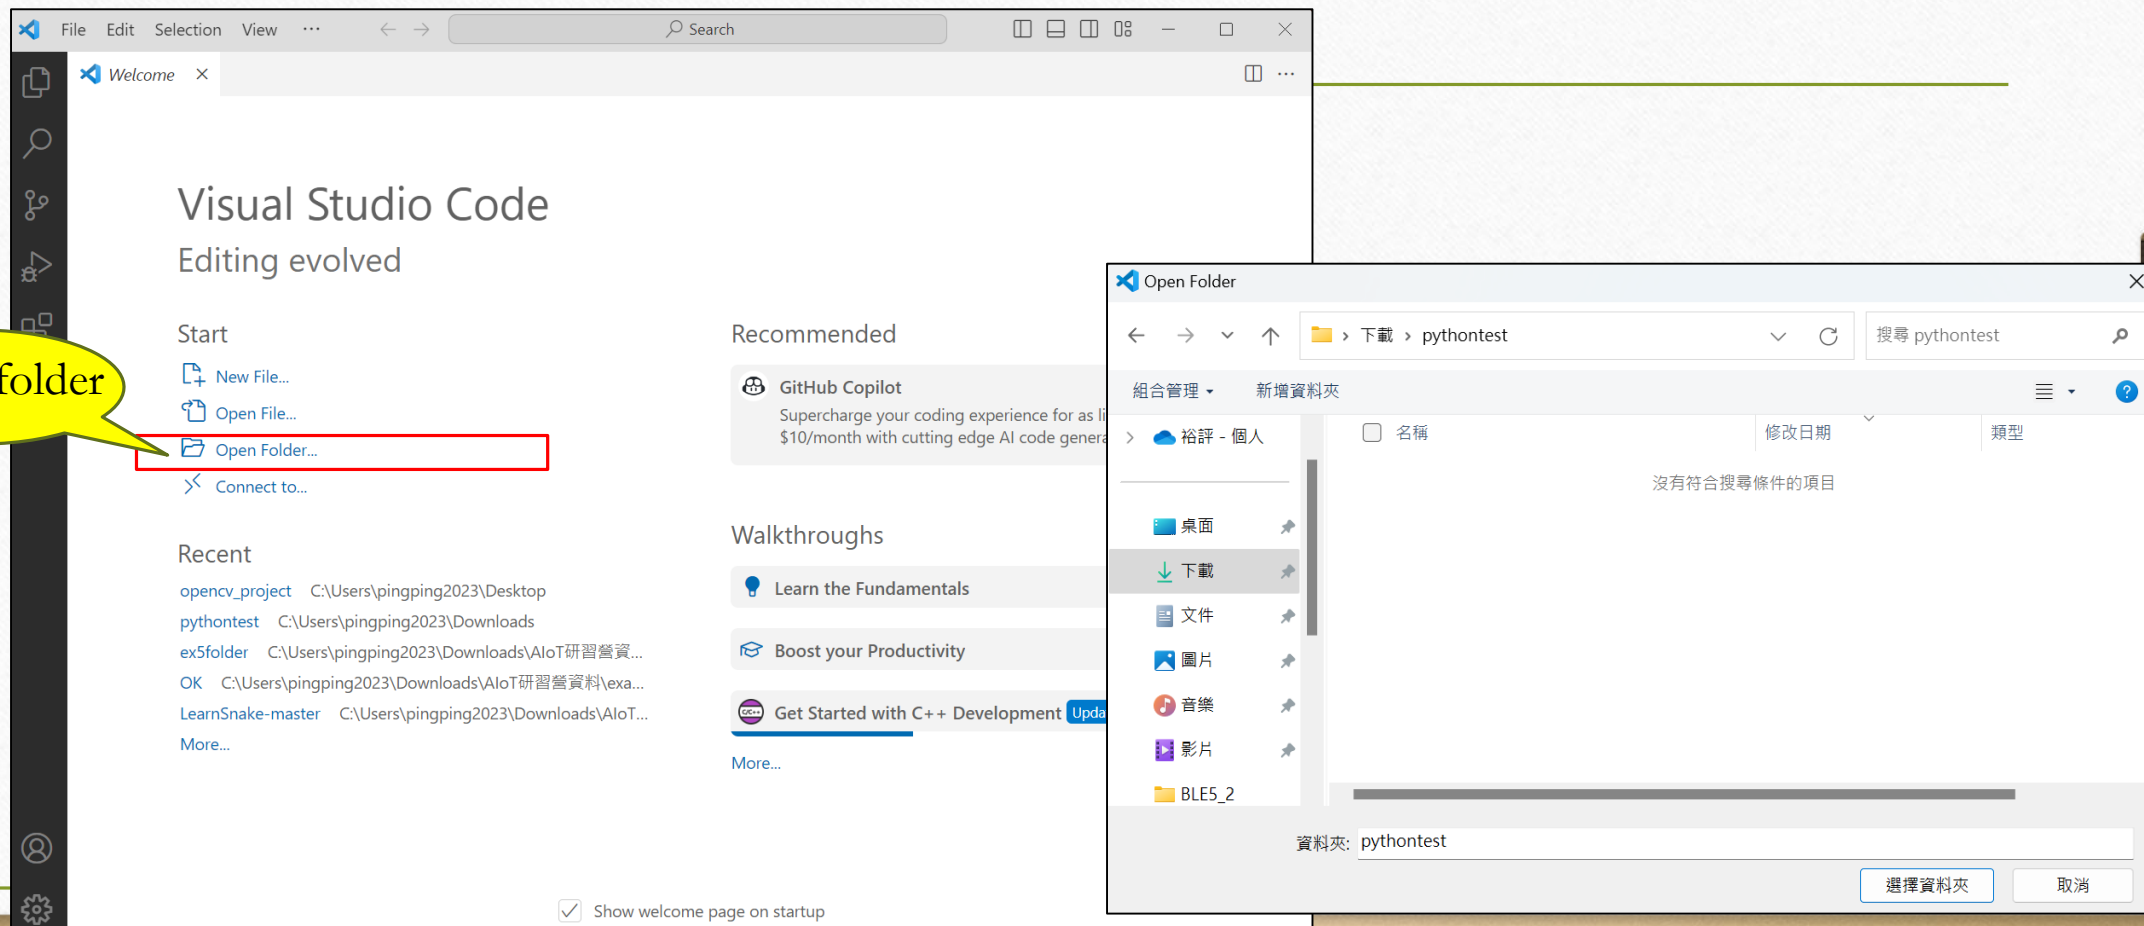 File Edit Selection View ···
Search
Welcome
Visual Studio Code
Editing evolved
Start
New File...
Open File...
Open Folder...
Connect to...
folder
Recent
opencv_project C:\Users\pingping2023\Desktop
pythontest C:\Users\pingping2023\Downloads
ex5folder C:\Users\pingping2023\Downloads\AIoT研習營資...
OK C:\Users\pingping2023\Downloads\AIoT研習營資料\exa...
LearnSnake-master C:\Users\pingping2023\Downloads\AIoT...
More...
Recommended
GitHub Copilot
Supercharge your coding experience for as li
$10/month with cutting edge AI code genera
Walkthroughs
Learn the Fundamentals
Boost your Productivity
Get Started with C++ Development Upda
More...
Show welcome page on startup
Open Folder
下載 › pythontest
搜尋 pythontest
組合管理 新增資料夾
裕評 - 個人
桌面
下載
文件
圖片
音樂
影片
BLE5_2
名稱 修改日期 類型
沒有符合搜尋條件的項目
資料夾: pythontest
選擇資料夾 取消